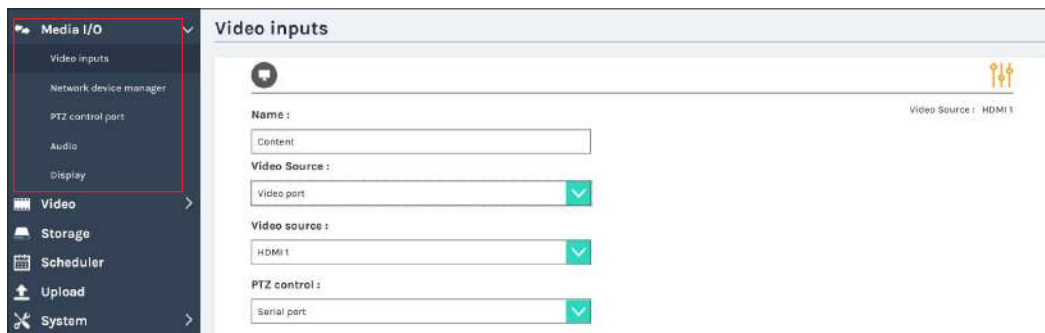 Media I/O
Video inputs
Network device manager
PTZ control port
Audio
Display
Video
Storage
Scheduler
Upload
System
Video inputs
Video Source : HDMI 1
Name :
Content
Video Source :
Video port
Video source :
HDMI 1
PTZ control :
Serial port